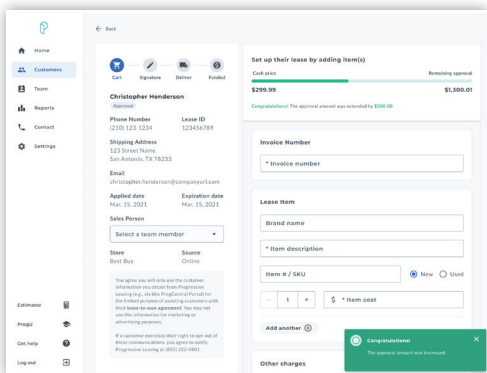 Back
Home
Customers
Team
Reports
Contact
Settings
Estimator
ProgU
Get help
Log out
Cart Signature Deliver Funded
Christopher Henderson
Approved
Phone Number Lease ID
(210) 123-1234 123456789
Shipping Address
123 Street Name
San Antonio, TX 78233
Email
christopher.henderson@companyurl.com
Applied date Expiration date
Mar. 15, 2021 Mar. 15, 2021
Sales Person
Select a team member
Store Source
Best Buy Online
You agree you will only use the customer
information you obtain from Progressive
Leasing (e.g., via this ProgCentral Portal) for
the limited purpose of assisting customers with
their lease-to-own agreement. You may not
use this information for marketing or
advertising purposes.
If a customer exercises their right to opt-out of
these communications, you agree to notify
Progressive Leasing at (855) 222-0801.
Set up their lease by adding item(s)
Cash price Remaining approval
$299.99 $1,300.01
Congratulations! The approval amount was extended by $300.00
Invoice Number
* Invoice number
Lease Item
Brand name
* Item description
Item # / SKU New Used
- 1 + $ * Item cost
Add another
Other charges
Congratulations!
The approval amount was increased